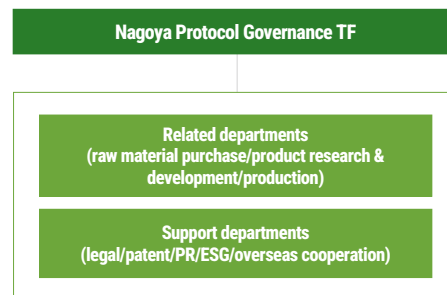 Nagoya Protocol Governance TF
Related departments
(raw material purchase/product research &
development/production)
Support departments
(legal/patent/PR/ESG/overseas cooperation)